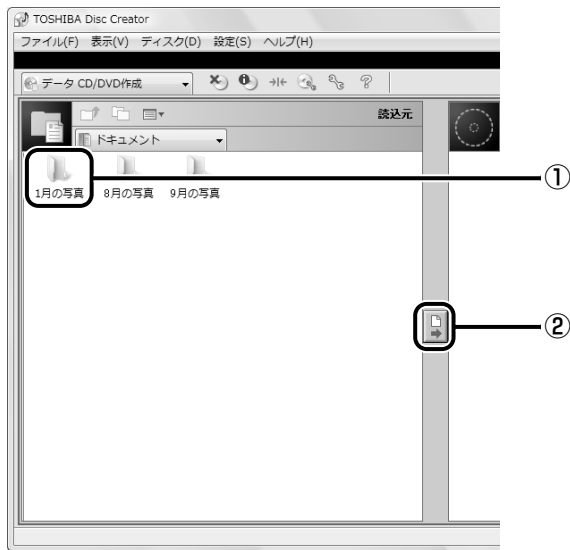 TOSHIBA Disc Creator
ファイル(F) 表示(V) ディスク(D) 設定(S) ヘルプ(H)
データ CD/DVD作成
読込元
ドキュメント
1月の写真 8月の写真 9月の写真
①
②